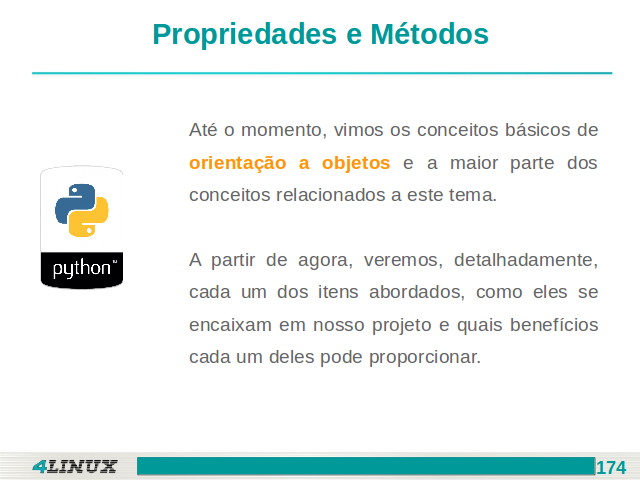 Propriedades e Métodos
Até o momento, vimos os conceitos básicos de
orientação a objetos e a maior parte dos
conceitos relacionados a este tema.
A partir de agora, veremos, detalhadamente,
cada um dos itens abordados, como eles se
encaixam em nosso projeto e quais benefícios
cada um deles pode proporcionar.
python™
4LINUX
174